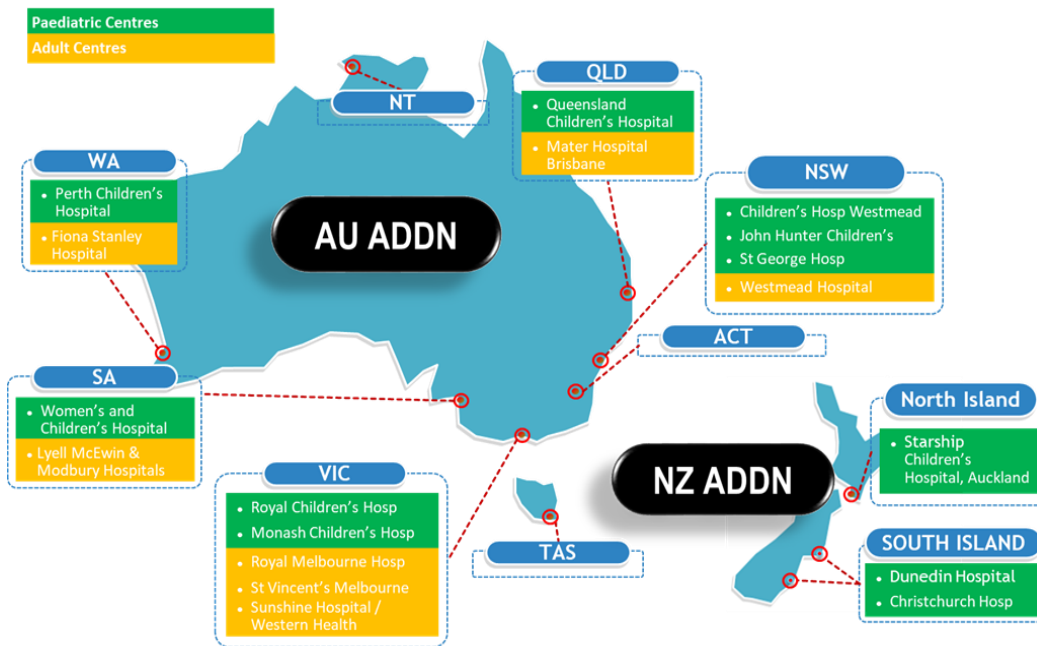 Paediatric Centres
Adult Centres
NT
QLD
• Queensland
Children's Hospital
• Mater Hospital
Brisbane
WA
• Perth Children's
Hospital
• Fiona Stanley
Hospital
NSW
• Children's Hosp Westmead
• John Hunter Children's
• St George Hosp
• Westmead Hospital
AU ADDN
ACT
SA
• Women's and
Children's Hospital
• Lyell McEwin &
Modbury Hospitals
North Island
• Starship
Children's
Hospital, Auckland
VIC
• Royal Children's Hosp
• Monash Children's Hosp
• Royal Melbourne Hosp
• St Vincent's Melbourne
• Sunshine Hospital /
Western Health
NZ ADDN
TAS
SOUTH ISLAND
• Dunedin Hospital
• Christchurch Hosp